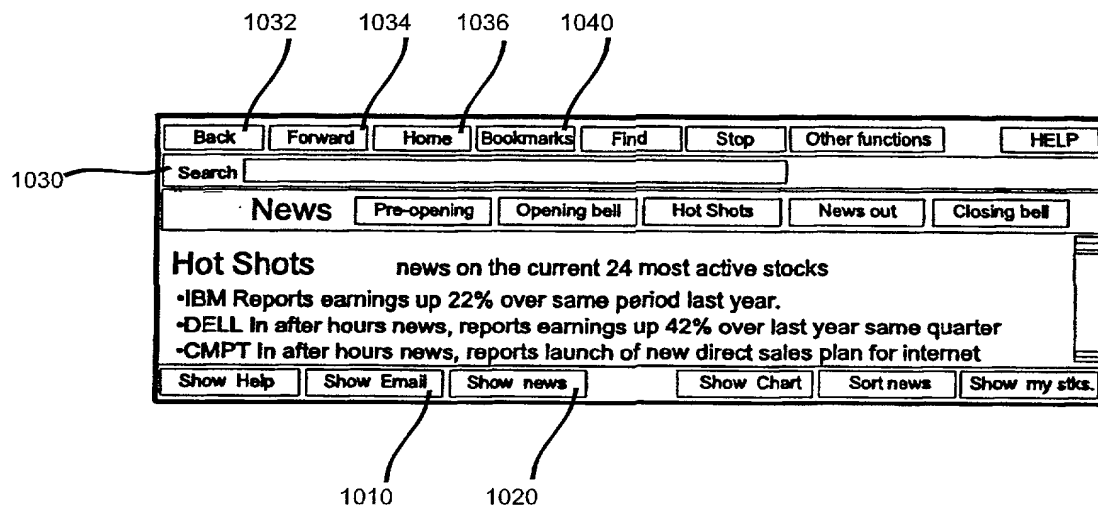 1032 1034 1036 1040
Back Forward Home Bookmarks Find Stop Other functions HELP
1030 Search
News Pre-opening Opening bell Hot Shots News out Closing bell
Hot Shots news on the current 24 most active stocks
•IBM Reports earnings up 22% over same period last year.
•DELL In after hours news, reports earnings up 42% over last year same quarter
•CMPT In after hours news, reports launch of new direct sales plan for internet
Show Help Show Email Show news Show Chart Sort news Show my stks.
1010 1020